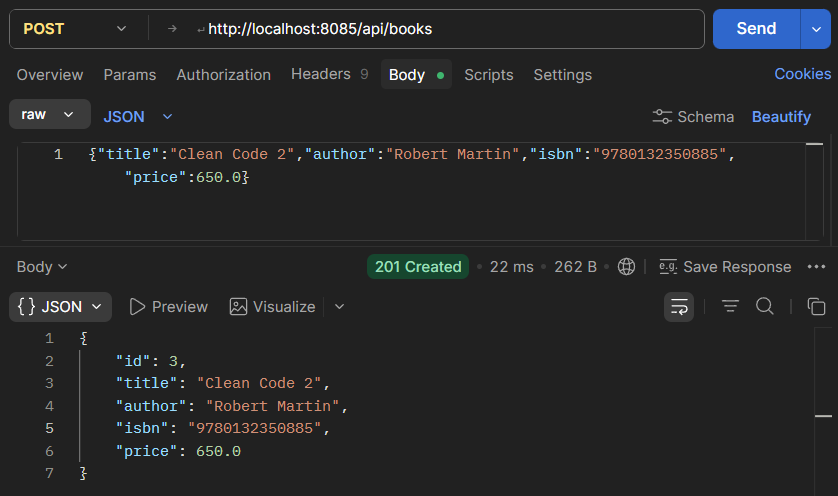 POST → ↵http://localhost:8085/api/books Send
Overview Params Authorization Headers 9 Body Scripts Settings Cookies
raw JSON Schema Beautify
1 {"title":"Clean Code 2","author":"Robert Martin","isbn":"9780132350885",
"price":650.0}
Body 201 Created 22 ms 262 B e.g. Save Response
{} JSON Preview Visualize
1 {
2 "id": 3,
3 "title": "Clean Code 2",
4 "author": "Robert Martin",
5 "isbn": "9780132350885",
6 "price": 650.0
7 }